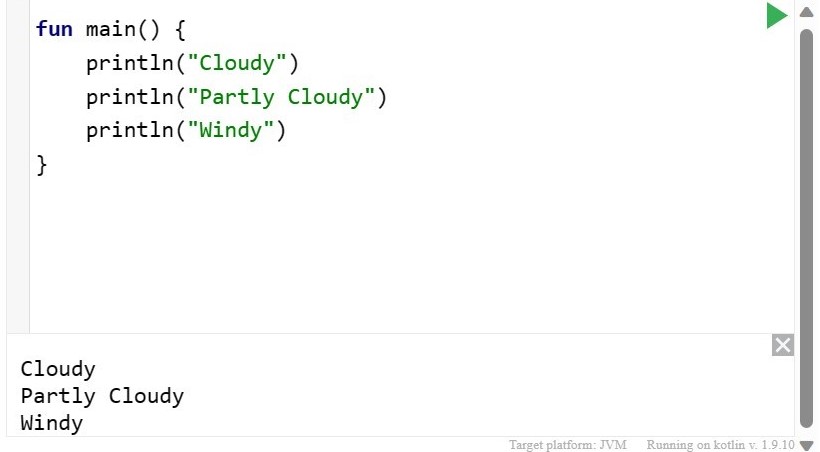 fun main() {
    println("Cloudy")
    println("Partly Cloudy")
    println("Windy")
}
Cloudy
Partly Cloudy
Windy
Target platform: JVM Running on kotlin v. 1.9.10